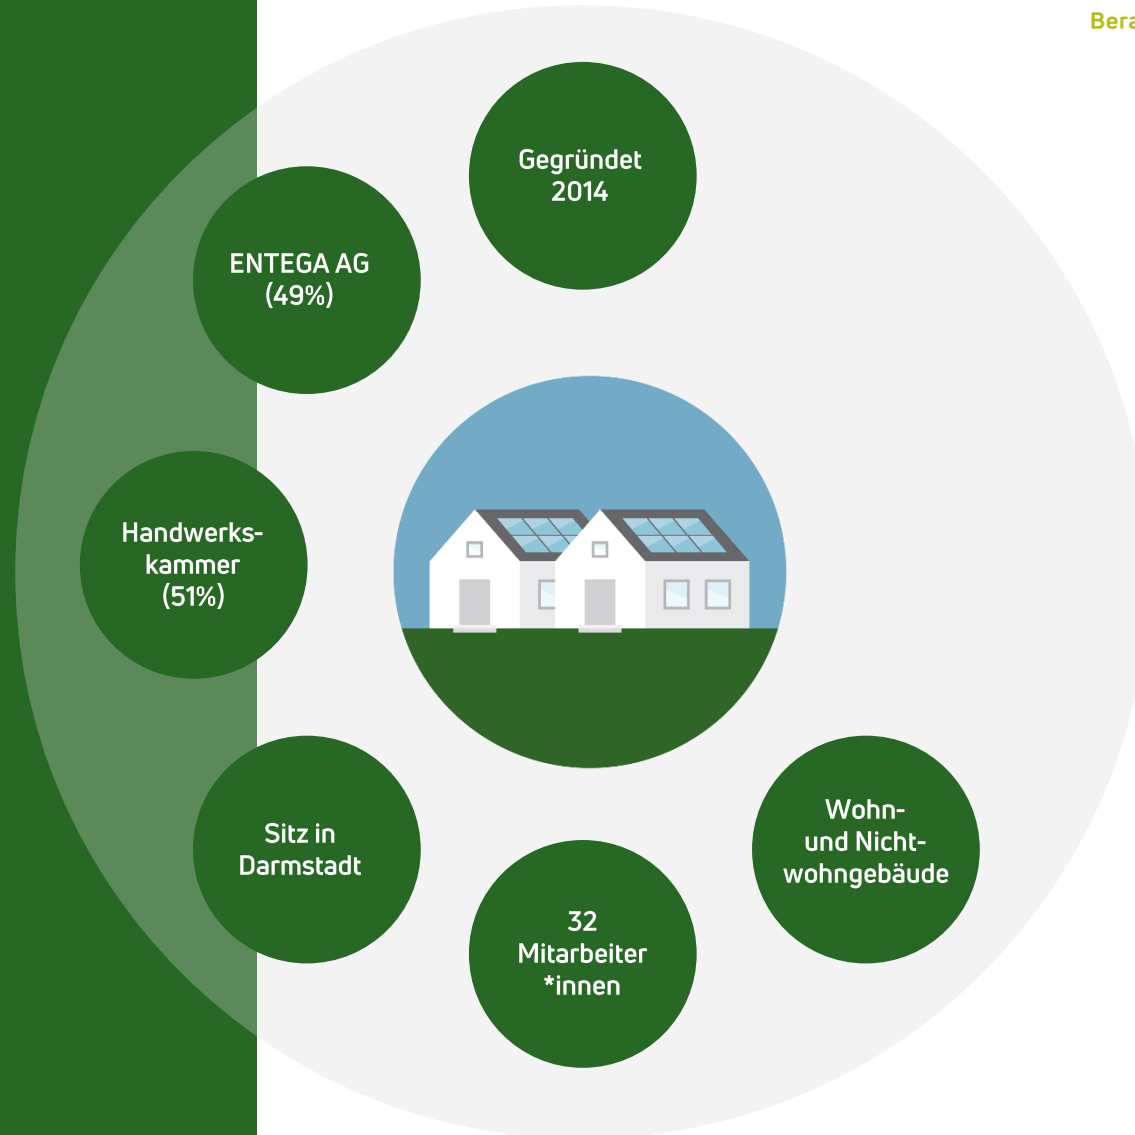 Gegründet
2014
ENTEGA AG
(49%)
Handwerks-
kammer
(51%)
Sitz in
Darmstadt
32
Mitarbeiter
*innen
Wohn-
und Nicht-
wohngebäude